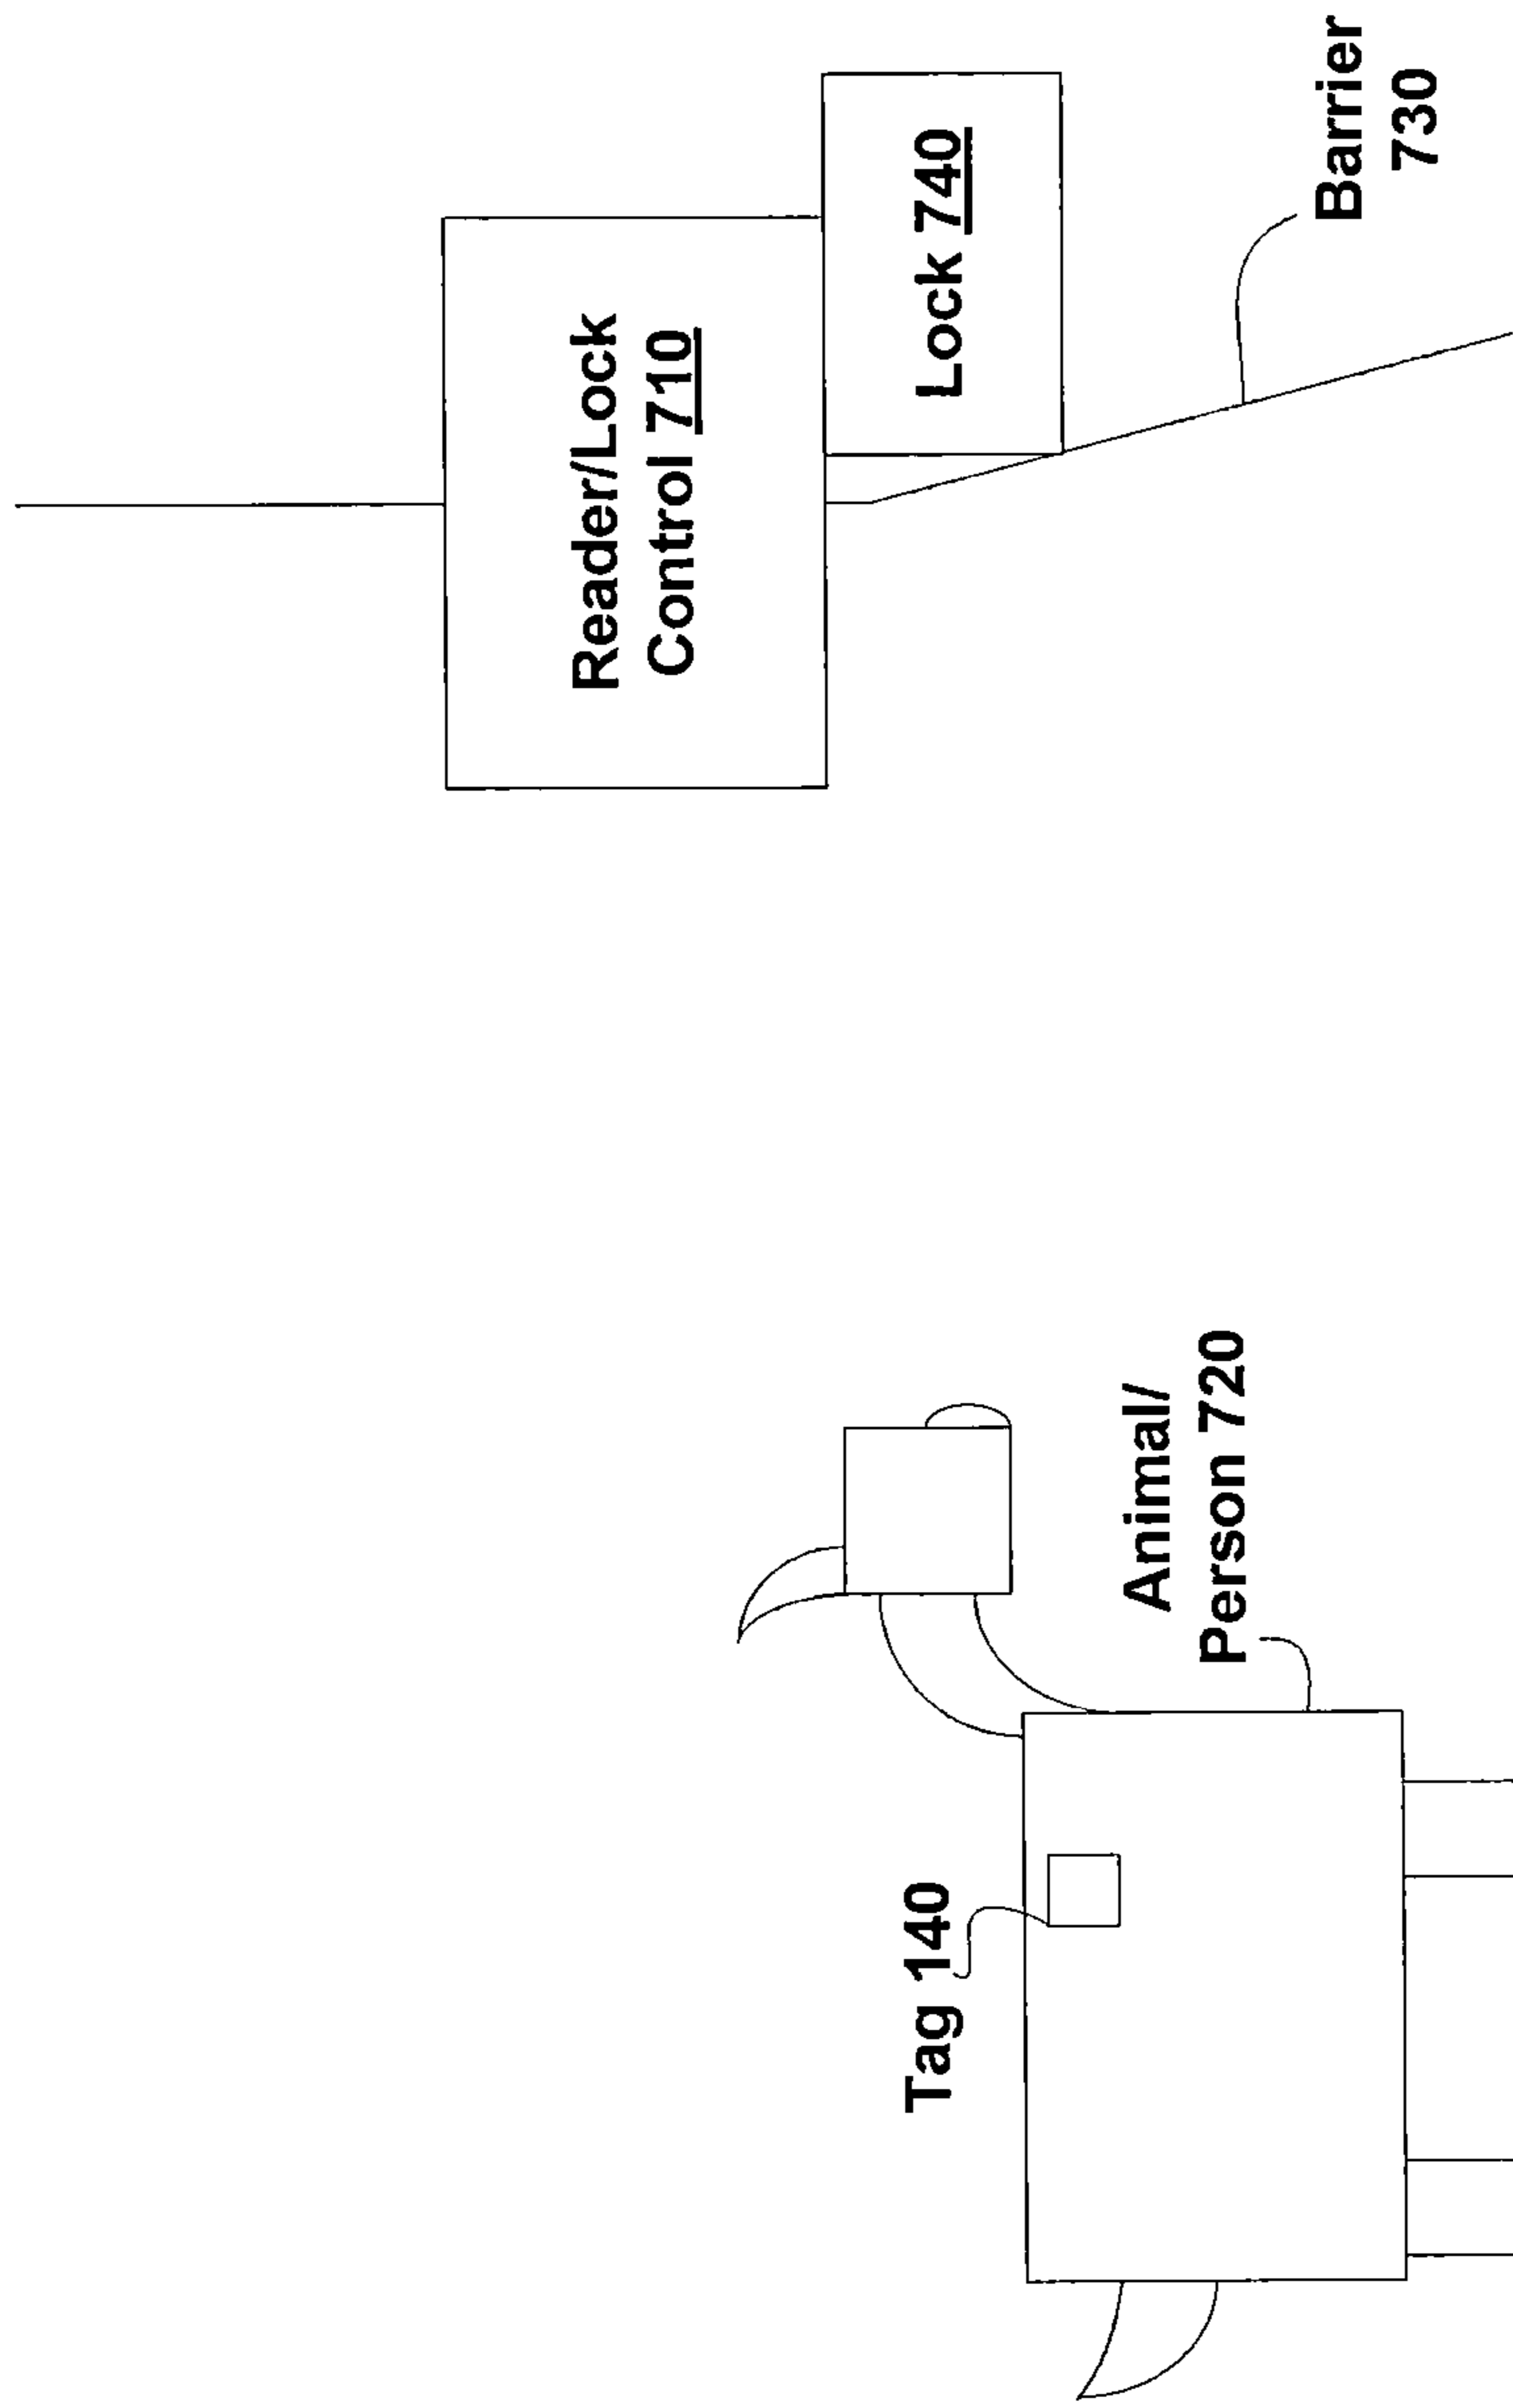 Reader/Lock
Control 710
Lock 740
Barrier
730
Tag 140
Animal/
Person 720